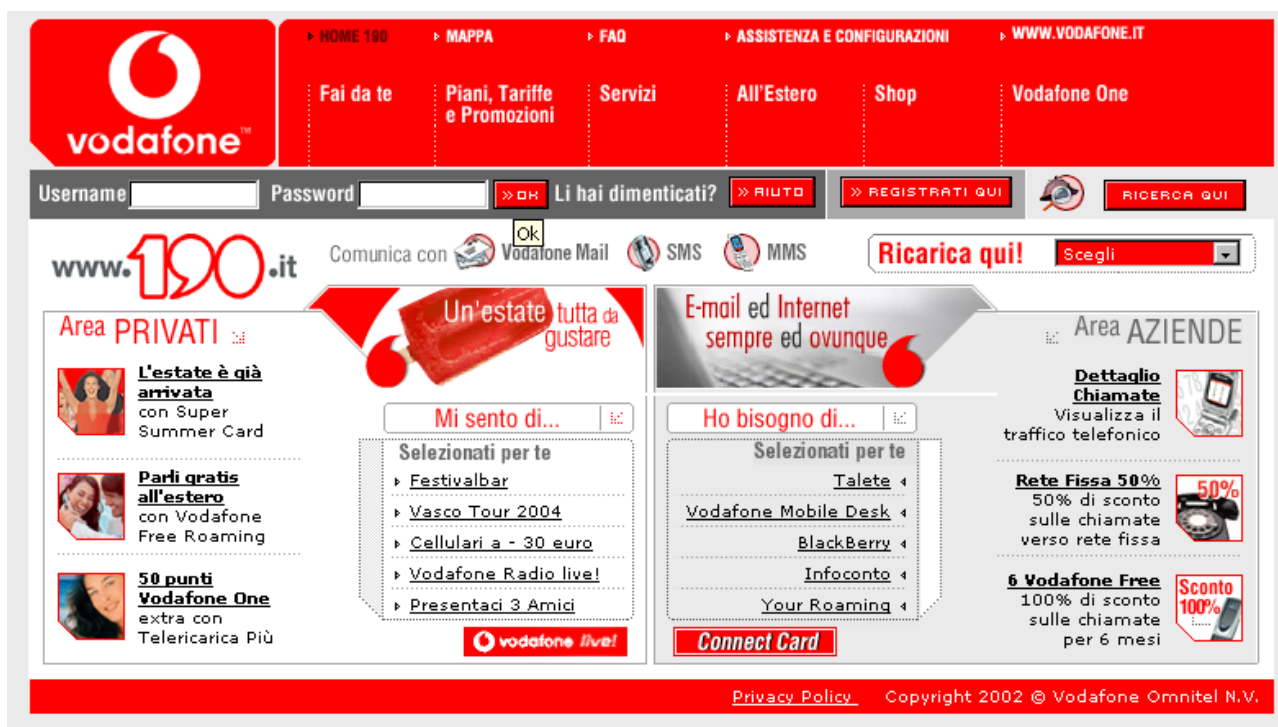 HOME 190
MAPPA
FAQ
ASSISTENZA E CONFIGURAZIONI
WWW.VODAFONE.IT
vodafone™
Fai da te
Piani, Tariffe
e Promozioni
Servizi
All'Estero
Shop
Vodafone One
Username
Password
» OK
Li hai dimenticati?
» AIUTO
» REGISTRATI QUI
RICERCA QUI
Ok
www.190.it
Comunica con
Vodafone Mail
SMS
MMS
Ricarica qui!
Scegli
Area PRIVATI
Un'estate tutta da
gustare
E-mail ed Internet
sempre ed ovunque
Area AZIENDE
L'estate è già
arrivata
con Super
Summer Card
Parli gratis
all'estero
con Vodafone
Free Roaming
50 punti
Vodafone One
extra con
Telericarica Più
Mi sento di...
Selezionati per te
Festivalbar
Vasco Tour 2004
Cellulari a - 30 euro
Vodafone Radio live!
Presentaci 3 Amici
vodafone live!
Ho bisogno di...
Selezionati per te
Talete
Vodafone Mobile Desk
BlackBerry
Infoconto
Your Roaming
Connect Card
Dettaglio
Chiamate
Visualizza il
traffico telefonico
Rete Fissa 50%
50% di sconto
sulle chiamate
verso rete fissa
50%
6 Vodafone Free
100% di sconto
sulle chiamate
per 6 mesi
Sconto
100%
Privacy Policy
Copyright 2002 © Vodafone Omnitel N.V.